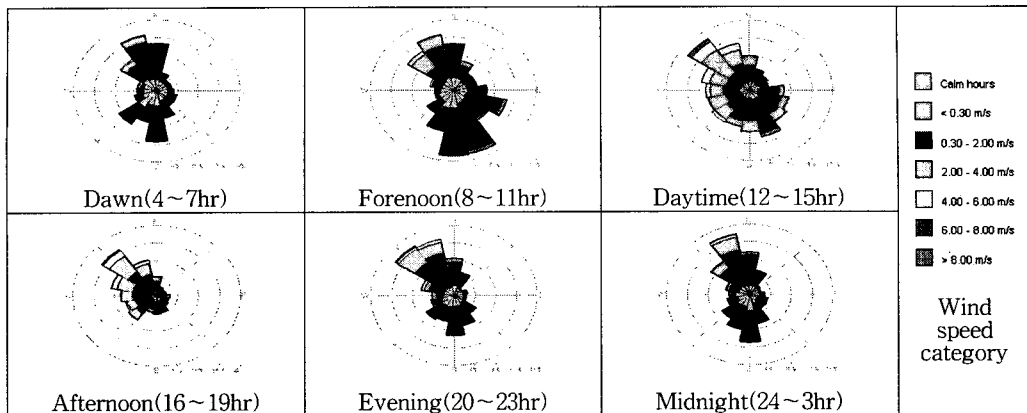 Dawn(4~7hr)
Forenoon(8~11hr)
Daytime(12~15hr)
Afternoon(16~19hr)
Evening(20~23hr)
Midnight(24~3hr)
Calm hours
< 0.30 m/s
0.30 - 2.00 m/s
2.00 - 4.00 m/s
4.00 - 6.00 m/s
6.00 - 8.00 m/s
> 8.00 m/s
Wind
speed
category